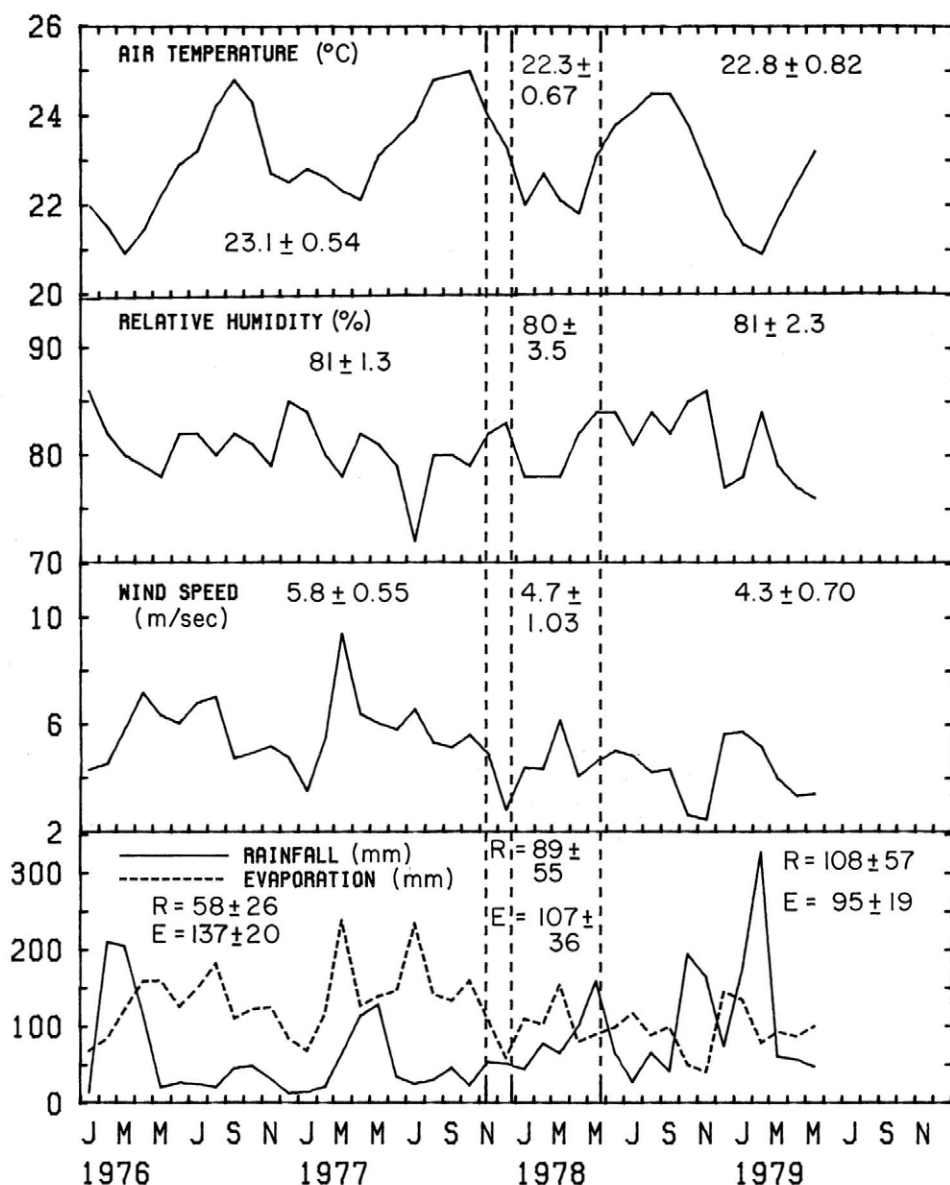 26
AIR TEMPERATURE (°C)
22.3 ±
0.67
22.8 ± 0.82
24
22
23.1 ± 0.54
20
RELATIVE HUMIDITY (%)
80 ±
3.5
81 ± 2.3
90
81 ± 1.3
80
70
WIND SPEED
(m/sec)
5.8 ± 0.55
4.7 ±
1.03
4.3 ± 0.70
10
6
2
RAINFALL (mm)
EVAPORATION (mm)
R = 89 ±
55
R = 108 ± 57
300
R = 58 ± 26
E = 137 ± 20
E = 107 ±
36
E = 95 ± 19
200
100
0
J M M J S N J M M J S N J M M J S N J M M J S N
1976 1977 1978 1979